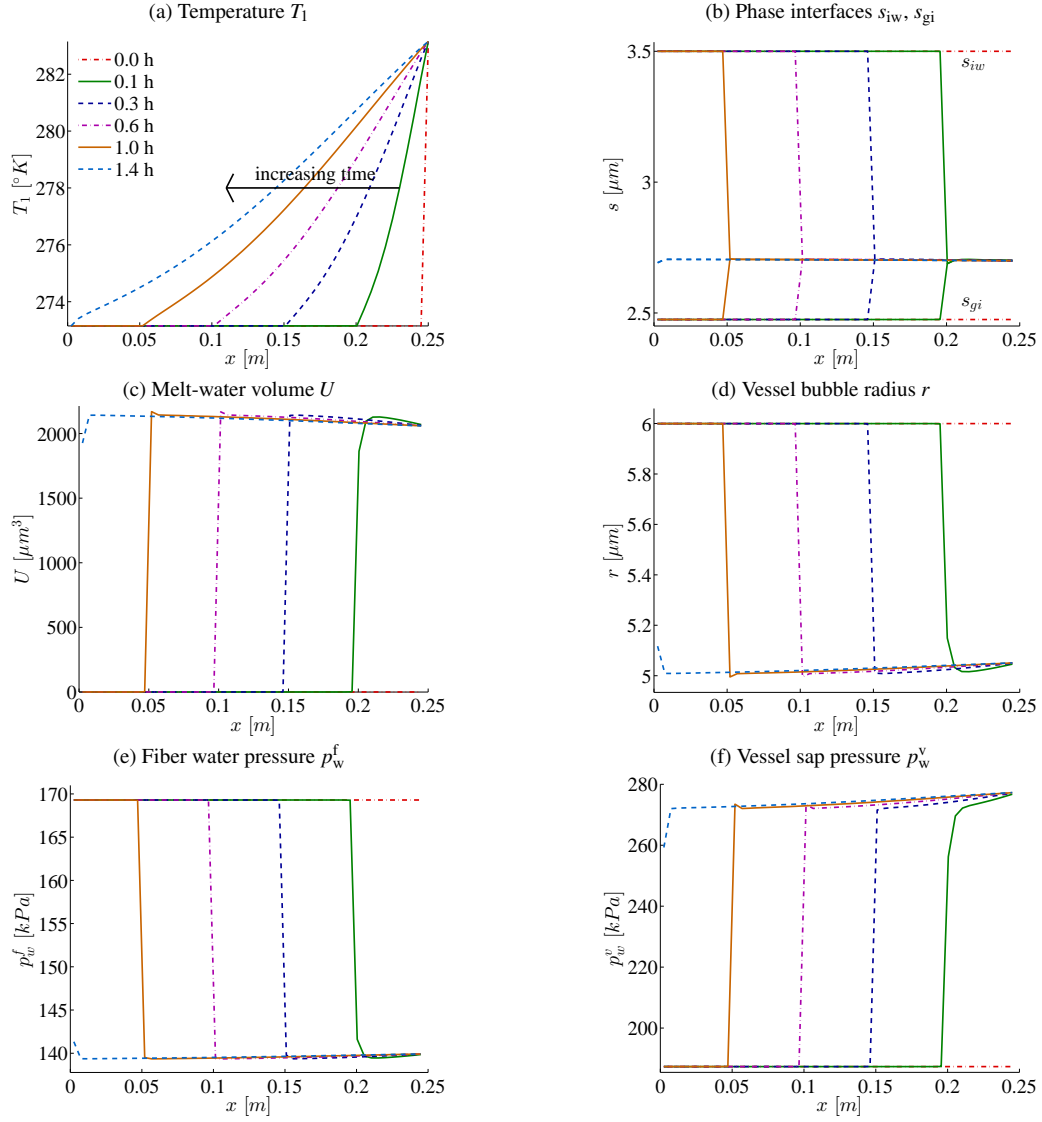 (a) Temperature T_l
282
280
278
276
274
T_l [°K]
0.0 h
0.1 h
0.3 h
0.6 h
1.0 h
1.4 h
increasing time
0 0.05 0.1 0.15 0.2 0.25
x [m]
(b) Phase interfaces s_iw, s_gi
3.5
3
2.5
s [μm]
s_iw
s_gi
0 0.05 0.1 0.15 0.2 0.25
x [m]
(c) Melt-water volume U
2000
1500
1000
500
0
U [μm³]
0 0.05 0.1 0.15 0.2 0.25
x [m]
(d) Vessel bubble radius r
6
5.8
5.6
5.4
5.2
5
r [μm]
0 0.05 0.1 0.15 0.2 0.25
x [m]
(e) Fiber water pressure p_w^f
170
165
160
155
150
145
140
p_w^f [kPa]
0 0.05 0.1 0.15 0.2 0.25
x [m]
(f) Vessel sap pressure p_w^v
280
270
260
250
240
230
220
210
200
190
p_w^v [kPa]
0 0.05 0.1 0.15 0.2 0.25
x [m]